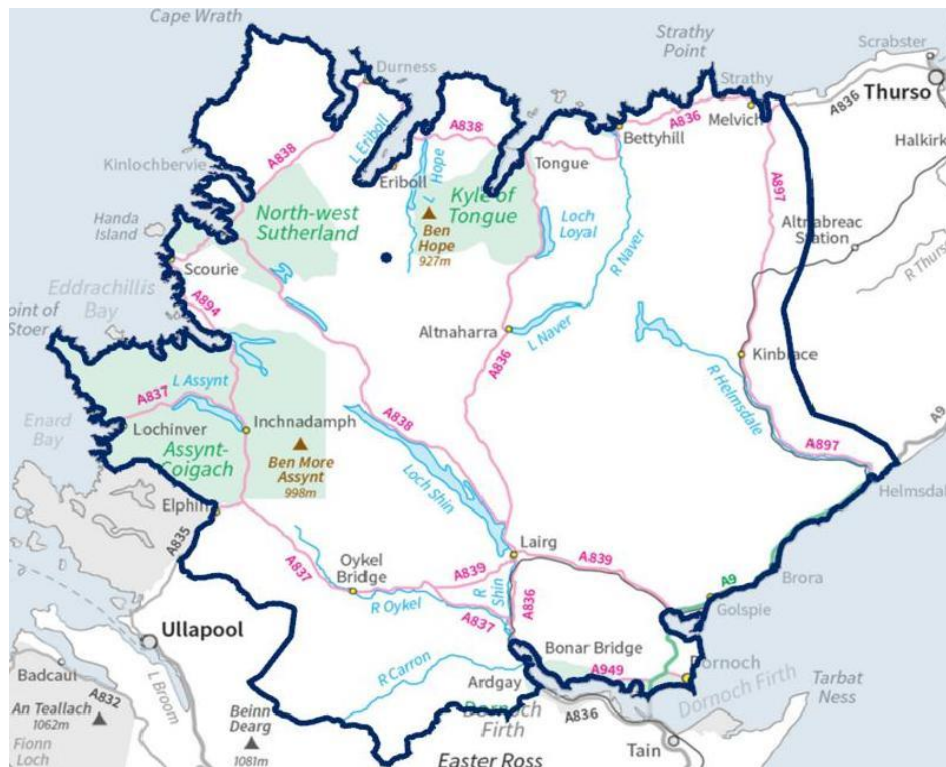 Cape Wrath
Strathy
Point
Scrabster
Durness
Strathy
Thurso
A836
A836
Melvich
Bettyhill
A838
L Eriboll
L Hope
Halkirk
Kinlochbervie
A838
Tongue
Eriboll
A897
Kyle of
Tongue
North-west
Sutherland
Handa
Island
Ben
Hope
927m
Loch
Loyal
R Naver
Altnabreac
Station
R Thurso
Scourie
Eddrachillis
Bay
A894
oint of
Stoer
Altnaharra
L Naver
A836
Kinbrace
R Helmsdale
L Assynt
A837
Enard
Bay
Lochinver
Inchnadamph
A838
A9
A897
Assynt-
Coigach
Ben More
Assynt
998m
Loch Shin
Helmsdale
Elphin
A835
Lairg
A839
A837
Oykel
Bridge
A839
R Shin
A836
A9
Brora
Golspie
R Oykel
A837
Ullapool
Bonar Bridge
A949
Dornoch
R Carron
Badcaul
A832
L Broom
Ardgay
Dornoch
Firth
A836
Dornoch Firth
Tarbat
Ness
An Teallach
1062m
Beinn
Dearg
1081m
Tain
Fionn
Loch
Easter Ross